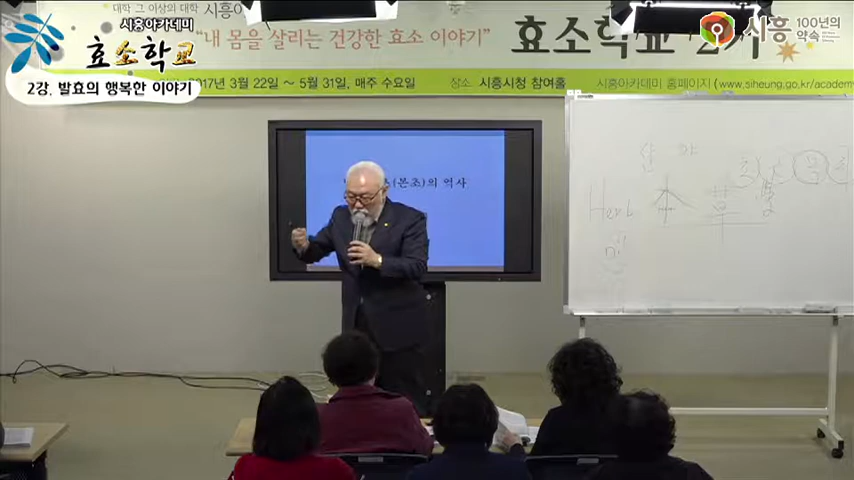 대학 그 이상의 대학 시흥아
시흥아카데미
효소학교
2강. 발효의 행복한 이야기
"내 몸을 살리는 건강한 효소 이야기"
효소학교 2기
시흥 100년의
약속
2017년 3월 22일 ~ 5월 31일, 매주 수요일
장소 시흥시청 참여홀
시흥아카데미 홈페이지 (www.siheung.go.kr/academy
(본초)의 역사
산 야
Herb 本 草